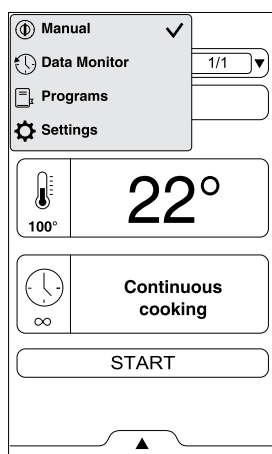 Manual
Data Monitor
1/1
Programs
Settings
22°
100°
Continuous
cooking
∞
START